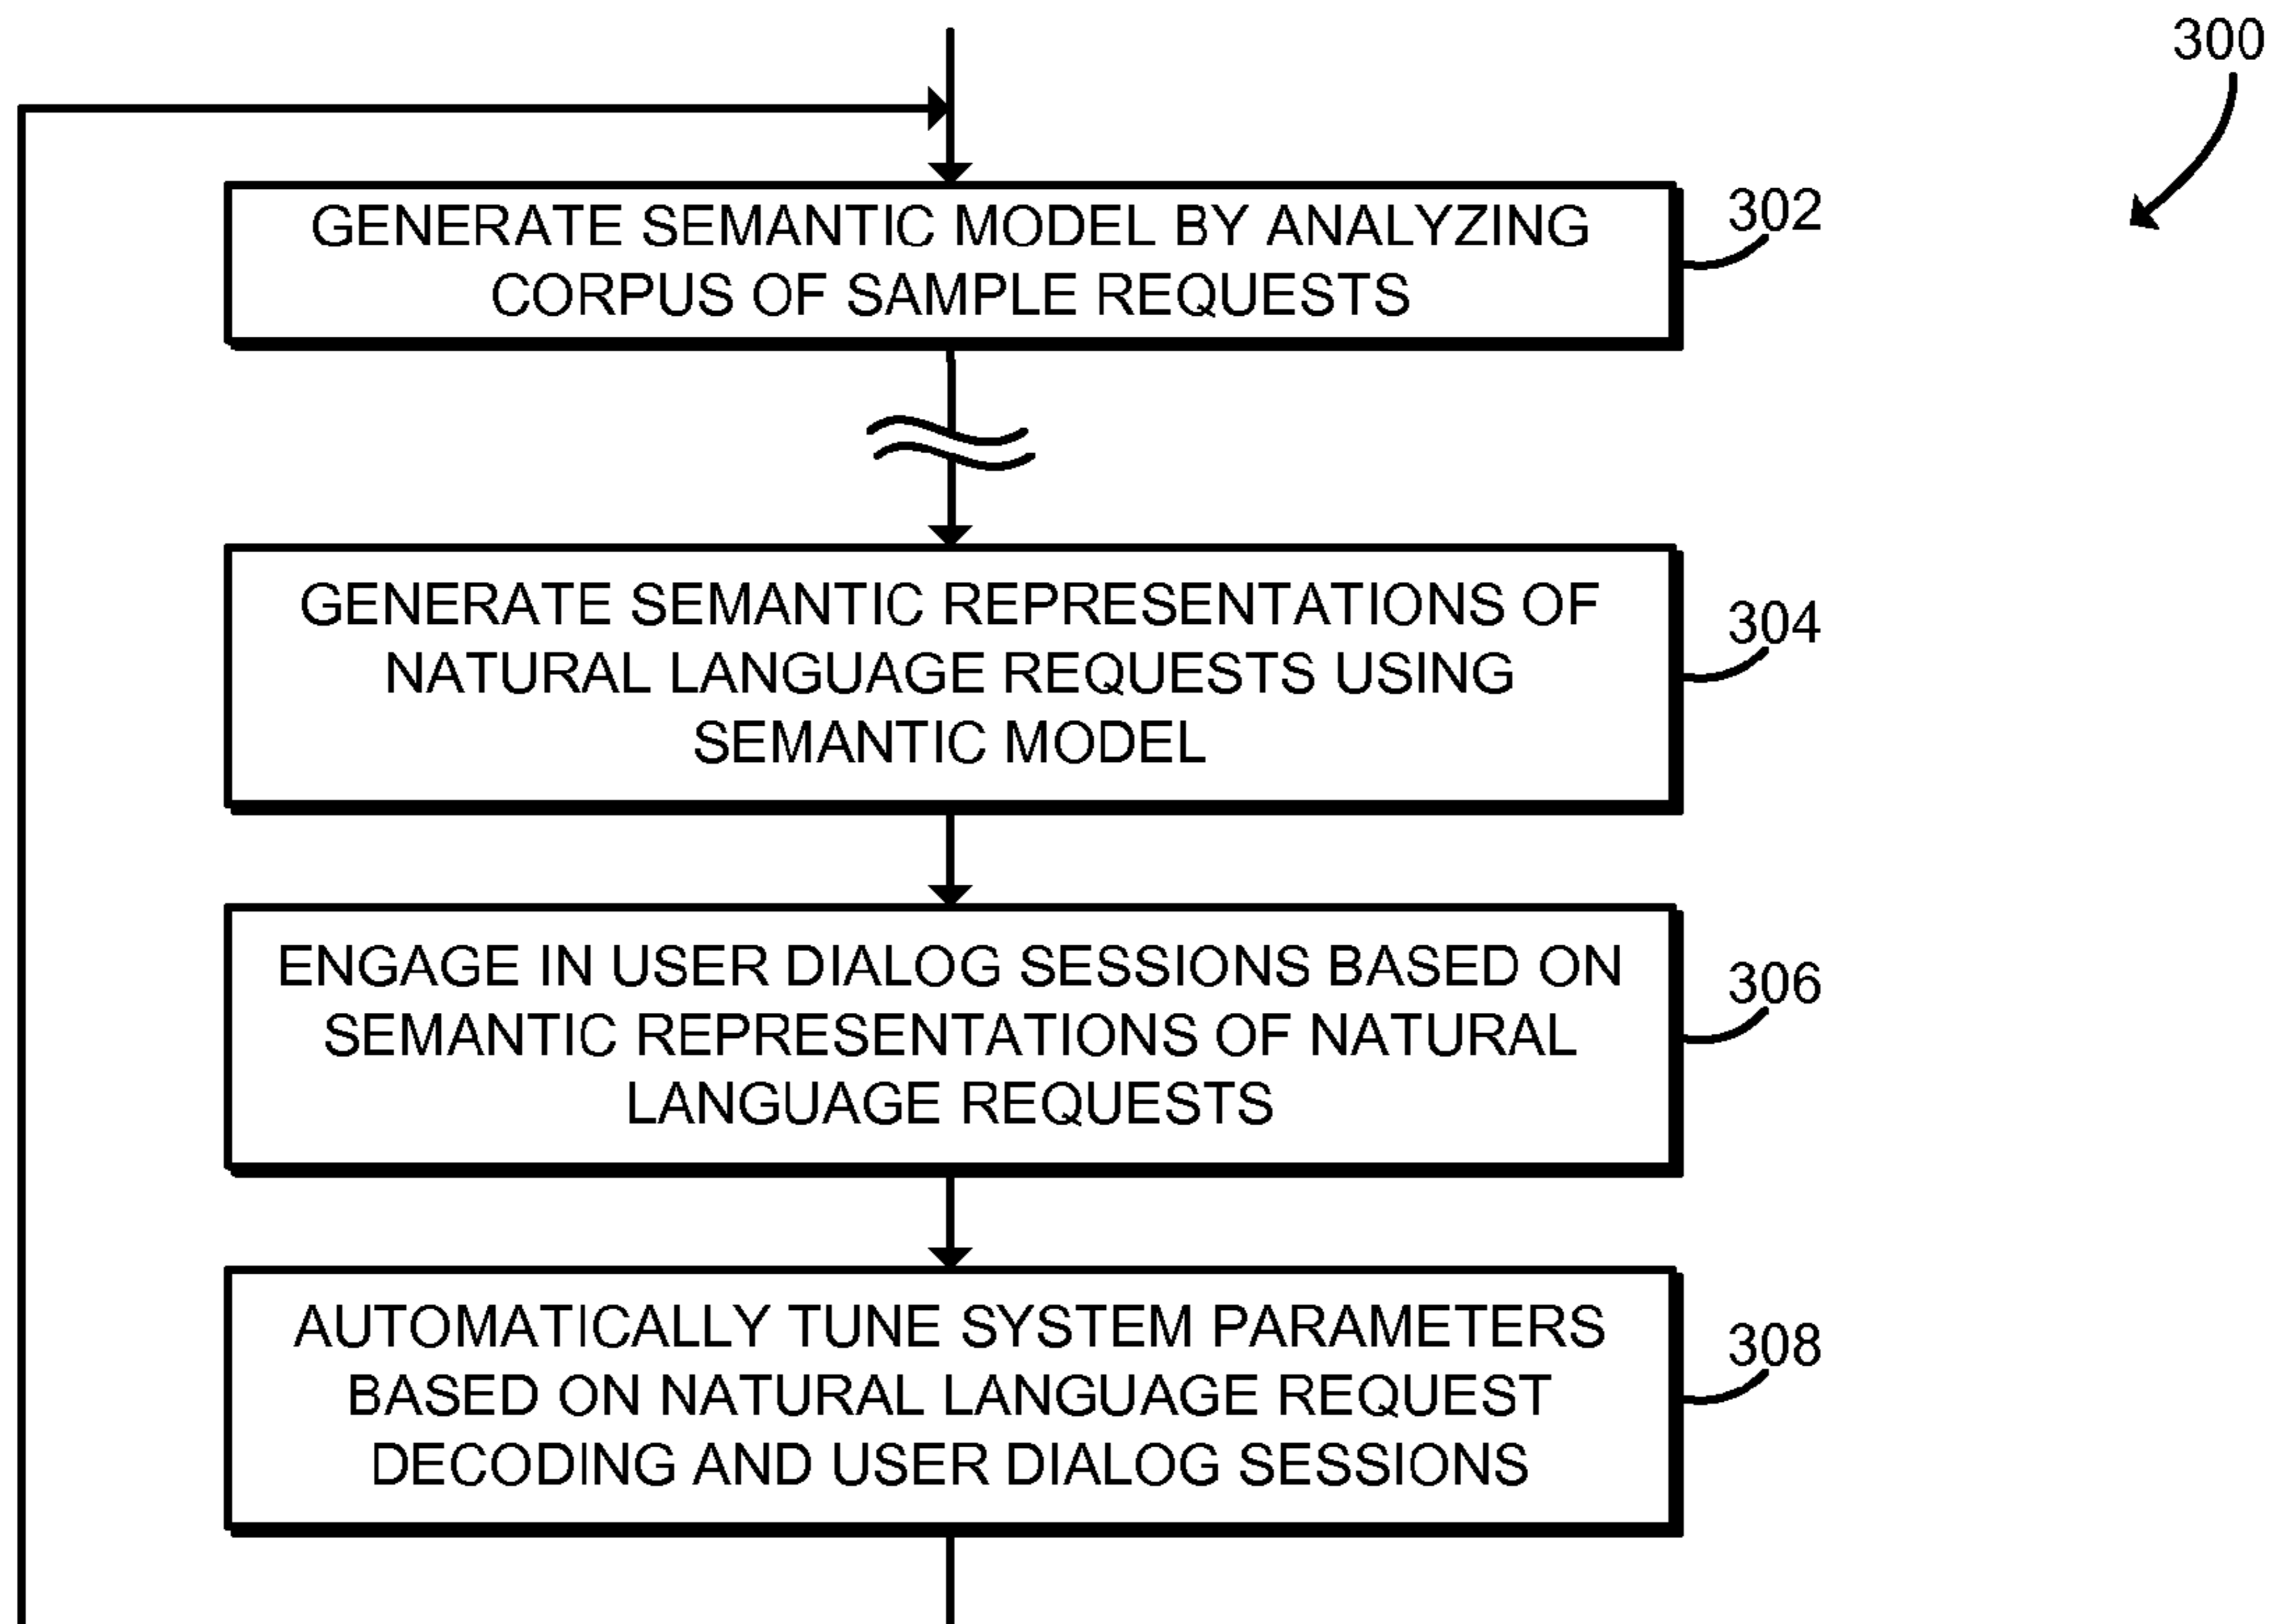 300
GENERATE SEMANTIC MODEL BY ANALYZING
CORPUS OF SAMPLE REQUESTS
302
GENERATE SEMANTIC REPRESENTATIONS OF
NATURAL LANGUAGE REQUESTS USING
SEMANTIC MODEL
304
ENGAGE IN USER DIALOG SESSIONS BASED ON
SEMANTIC REPRESENTATIONS OF NATURAL
LANGUAGE REQUESTS
306
AUTOMATICALLY TUNE SYSTEM PARAMETERS
BASED ON NATURAL LANGUAGE REQUEST
DECODING AND USER DIALOG SESSIONS
308